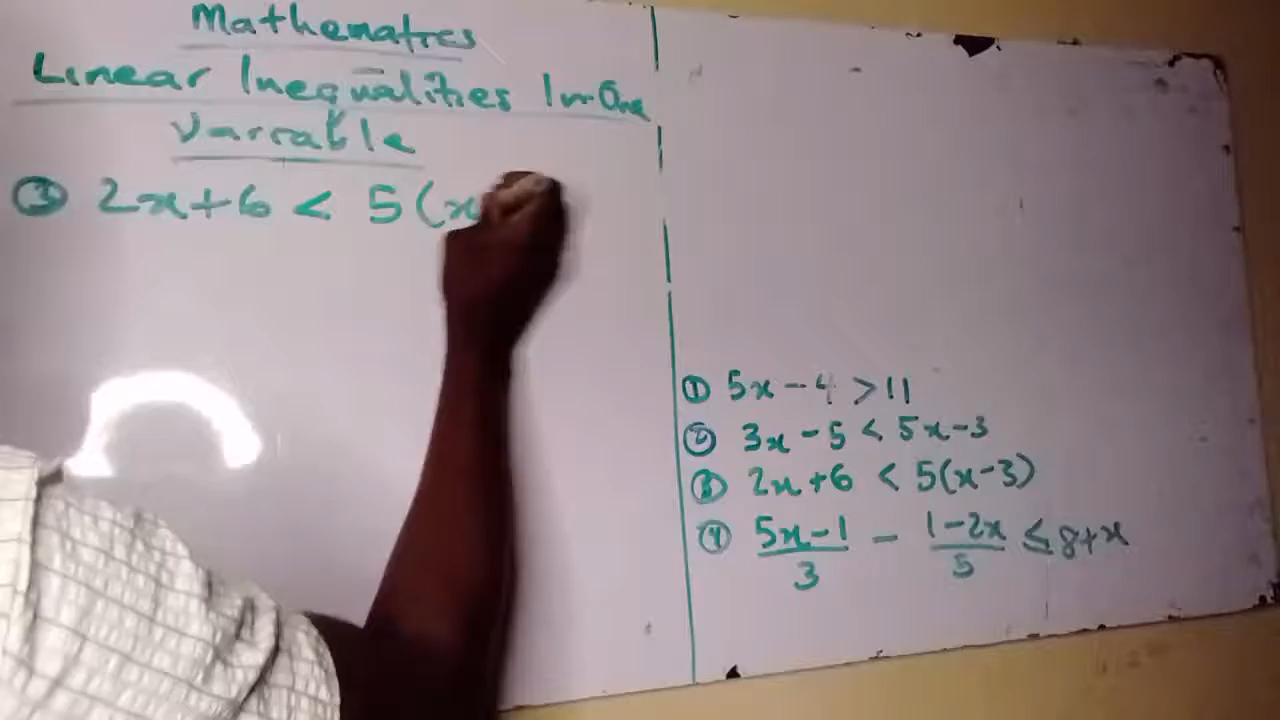 Mathematics
Linear Inequalities In One
Variable
③ 2x+6 < 5(x
① 5x - 4 > 11
② 3x - 5 < 5x - 3
③ 2x + 6 < 5(x - 3)
④ 5x - 1/3 - 1 - 2x/5 ≤ 8 + x